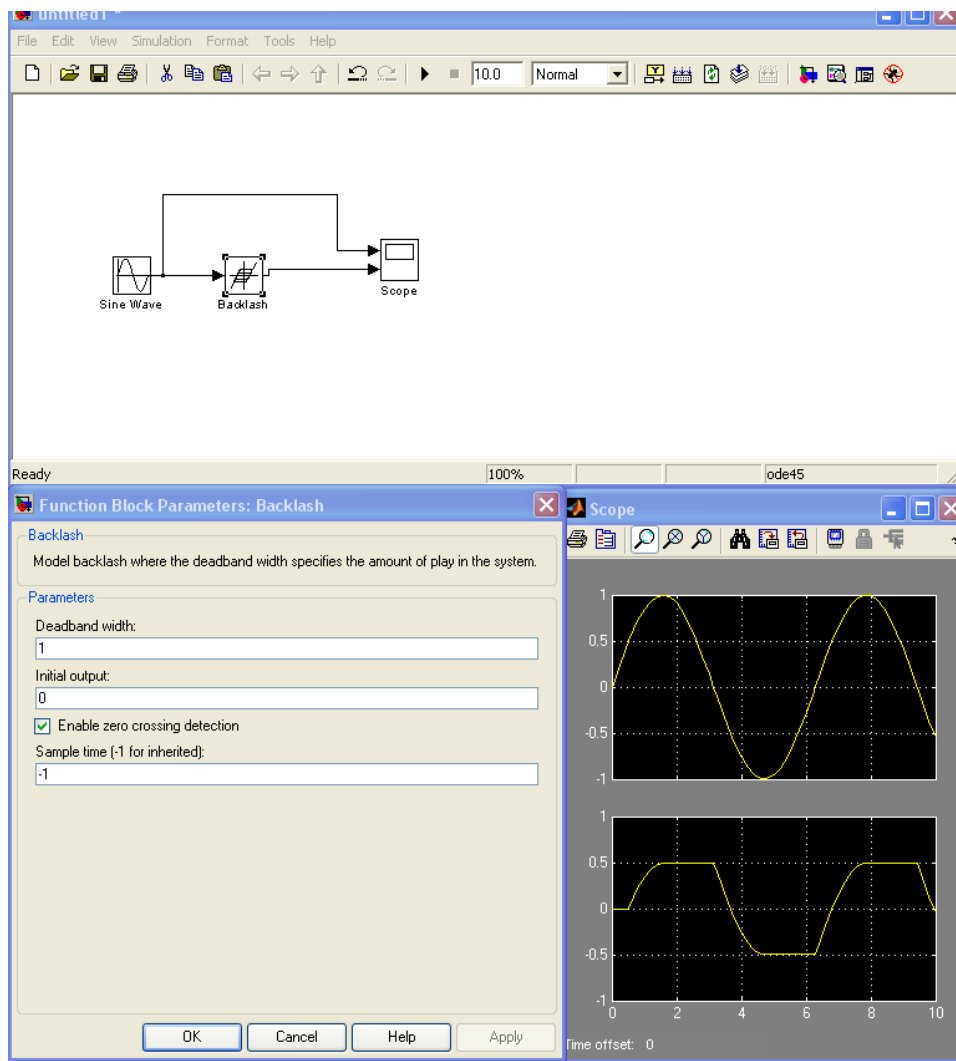 untitled1 *
File Edit View Simulation Format Tools Help
10.0 Normal
Sine Wave
Backlash
Scope
Ready 100% ode45
Function Block Parameters: Backlash
Backlash
Model backlash where the deadband width specifies the amount of play in the system.
Parameters
Deadband width:
1
Initial output:
0
Enable zero crossing detection
Sample time (-1 for inherited):
-1
OK Cancel Help Apply
Scope
1
0.5
0
-0.5
-1
1
0.5
0
-0.5
-1
0 2 4 6 8 10
Time offset: 0